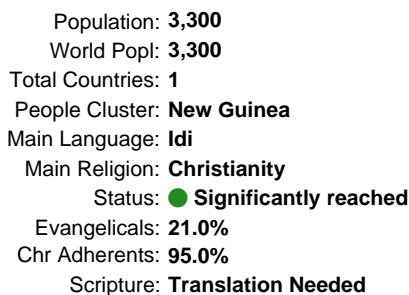 Population: 3,300
World Popl: 3,300
Total Countries: 1
People Cluster: New Guinea
Main Language: Idi
Main Religion: Christianity
Status: Significantly reached
Evangelicals: 21.0%
Chr Adherents: 95.0%
Scripture: Translation Needed